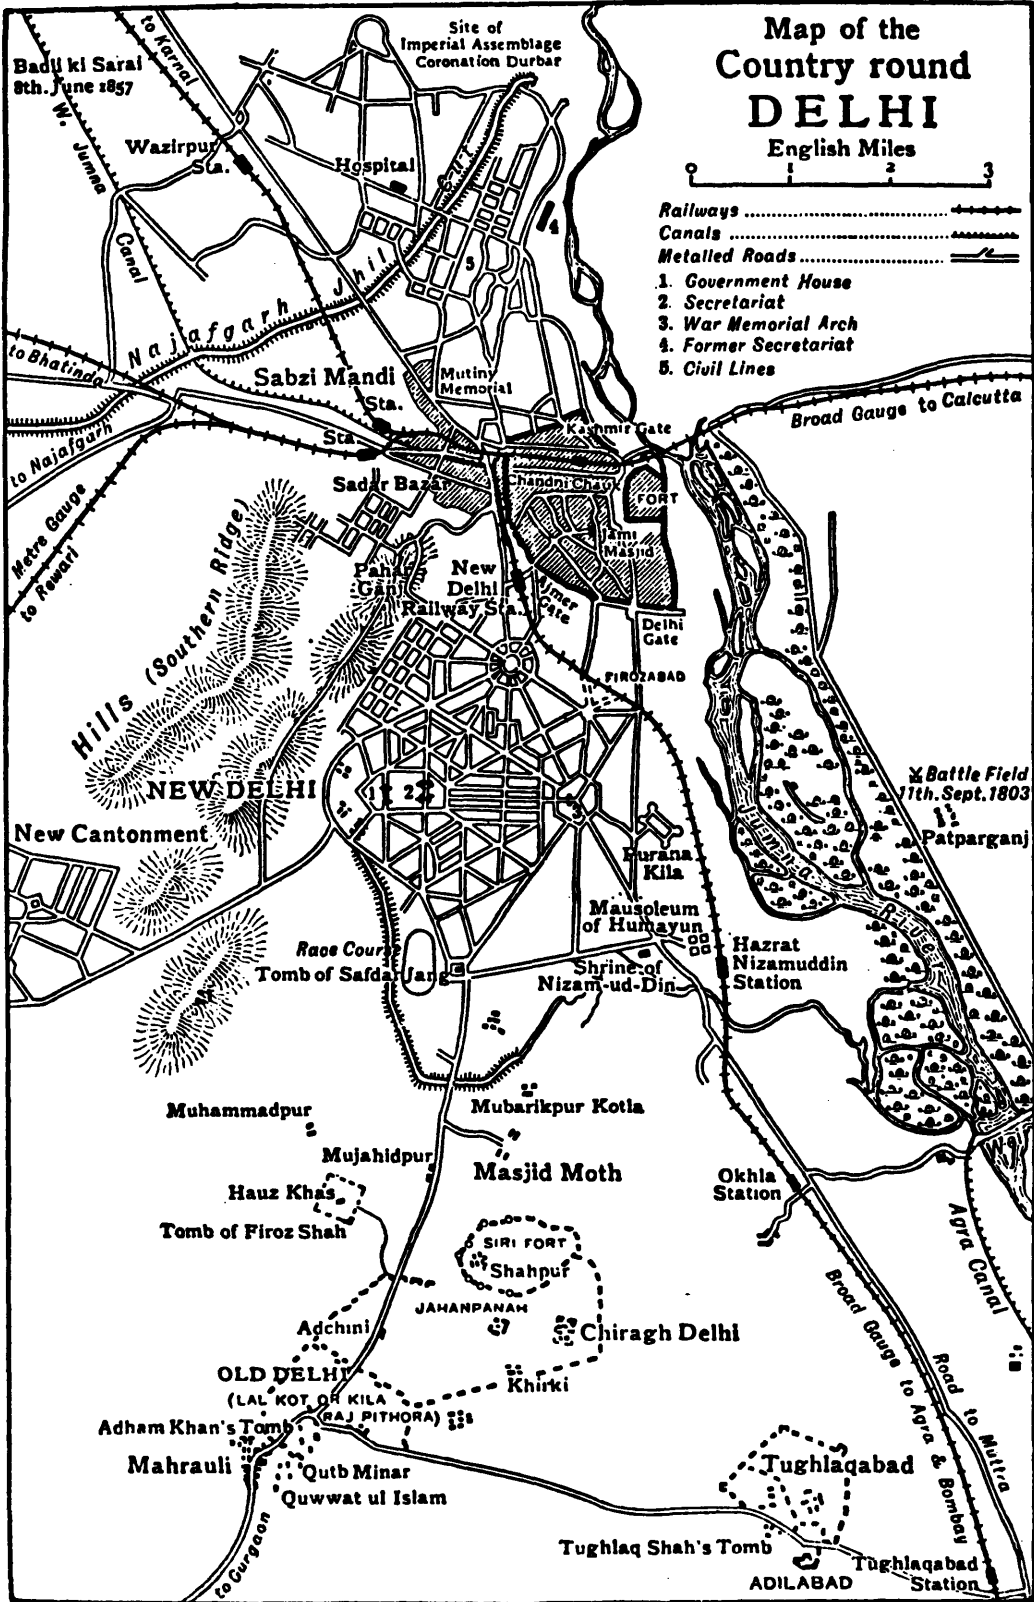 Map of the
Country round
DELHI
English Miles
0 1 2 3
Railways
Canals
Metalled Roads
1. Government House
2. Secretariat
3. War Memorial Arch
4. Former Secretariat
5. Civil Lines
Site of
Imperial Assemblage
Coronation Durbar
to Karnal
Badli ki Sarai
8th. June 1857
W. Jumna Canal
Wazirpur
Sta.
Hospital
4
5
Najafgarh Jhil
Cut
to Bhatinda
Sabzi Mandi
Sta.
Mutiny
Memorial
Broad Gauge to Calcutta
Kashmir Gate
Sta.
to Najafgarh
Sadar Bazar
Chandni Chauk
FORT
Jami
Masjid
Metre Gauge
to Rewari
Hills (Southern Ridge)
Pahar
Ganj
New
Delhi
Railway Sta.
Ajmer
Gate
Delhi
Gate
FIROZABAD
NEW DELHI
1
2
3
Battle Field
11th. Sept. 1803
Patparganj
New Cantonment
Purana
Kila
Jumna River
Mausoleum
of Humayun
Race Course
Tomb of Safdar Jang
Shrine of
Nizam-ud-Din
Hazrat
Nizamuddin
Station
Muhammadpur
Mubarikpur Kotla
Mujahidpur
Masjid Moth
Okhla
Station
Hauz Khas
Tomb of Firoz Shah
SIRI FORT
Shahpur
Agra Canal
JAHANPANAH
Adchini
Chiragh Delhi
Broad Gauge to Agra & Bombay
Road to Muttra
OLD DELHI
(LAL KOT OR KILA
RAJ PITHORA)
Khirki
Adham Khan's Tomb
Mahrauli
Qutb Minar
Quwwat ul Islam
Tughlaqabad
to Gurgaon
Tughlaq Shah's Tomb
ADILABAD
Tughlaqabad
Station